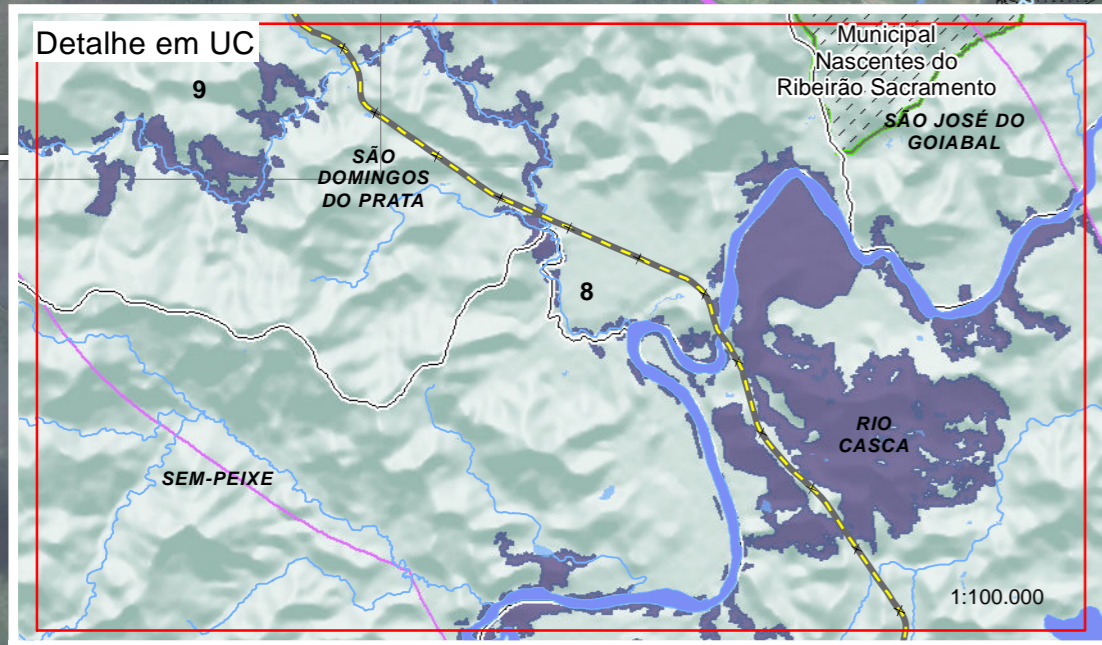 Detalhe em UC
Municipal
Nascentes do
Ribeirão Sacramento
9
SÃO JOSÉ DO
GOIABAL
SÃO
DOMINGOS
DO PRATA
8
RIO
CASCA
SEM-PEIXE
1:100.000